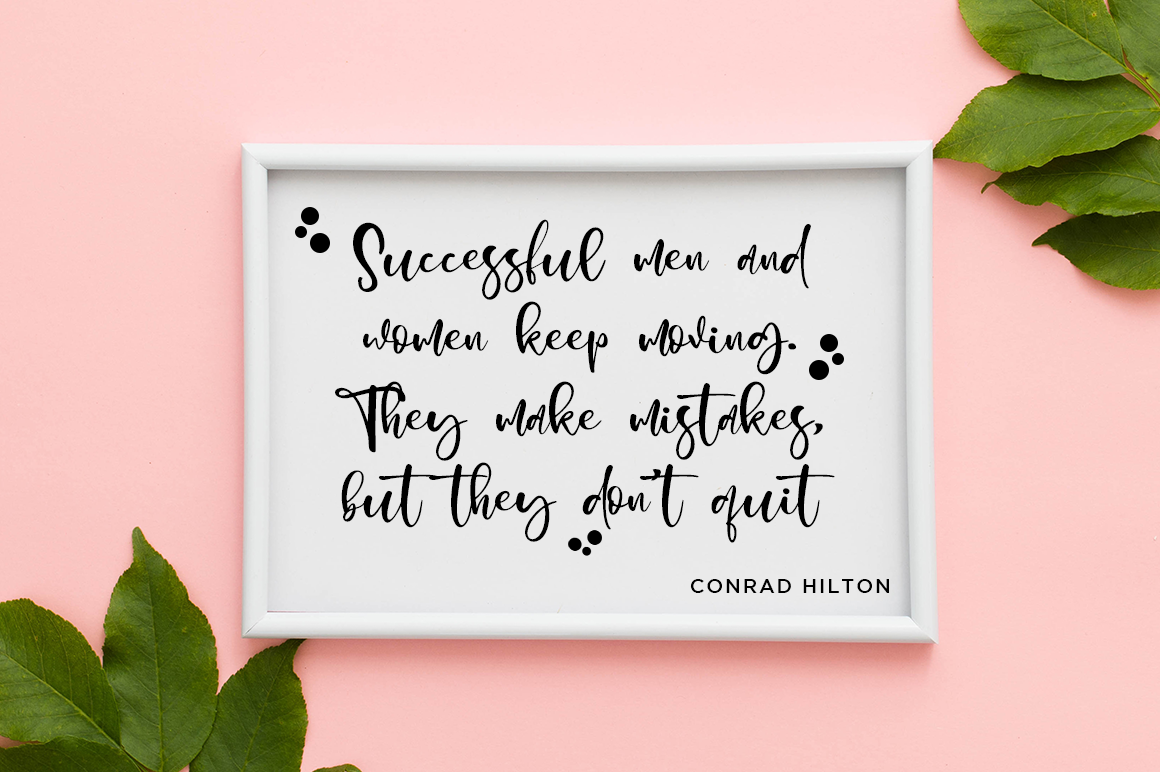 Successful men and
women keep moving.
They make mistakes,
but they don't quit
CONRAD HILTON